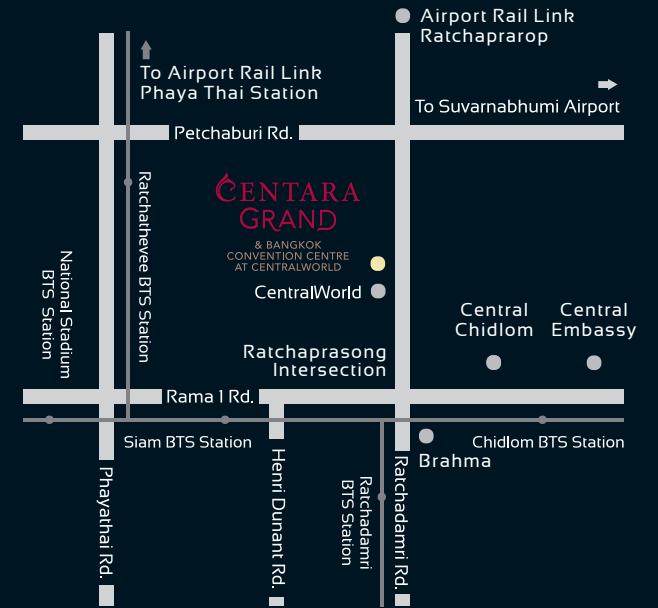 Airport Rail Link
Ratchaprarop
To Airport Rail Link
Phaya Thai Station
To Suvarnabhumi Airport
Petchaburi Rd.
Ratchathevee BTS Station
CENTARA
GRAND
& BANGKOK
CONVENTION CENTRE
AT CENTRALWORLD
CentralWorld
National Stadium
BTS Station
Central
Chidlom
Central
Embassy
Ratchaprasong
Intersection
Rama 1 Rd.
Siam BTS Station
Chidlom BTS Station
Brahma
Phayathai Rd.
Henri Dunant Rd.
Ratchadamri
BTS Station
Ratchadamri Rd.